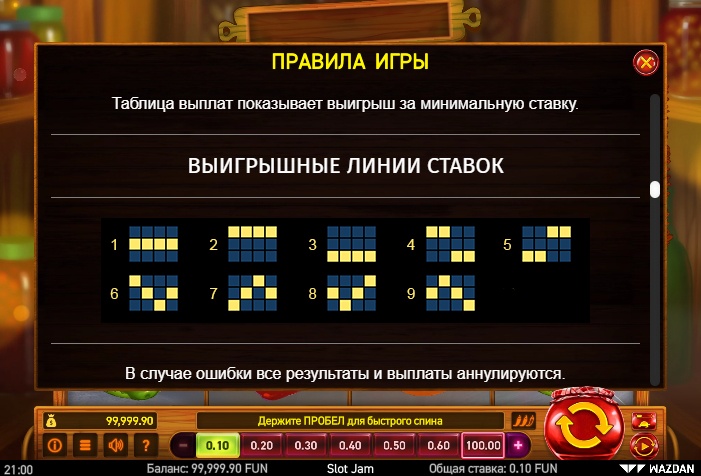 ПРАВИЛА ИГРЫ
Таблица выплат показывает выигрыш за минимальную ставку.
ВЫИГРЫШНЫЕ ЛИНИИ СТАВОК
1 2 3 4 5
6 7 8 9
В случае ошибки все результаты и выплаты аннулируются.
99,999.90 Держите ПРОБЕЛ для быстрого спина
? - 0.10 0.20 0.30 0.40 0.50 0.60 100.00 +
21:00 Баланс: 99,999.90 FUN Slot Jam Общая ставка: 0.10 FUN WAZDAN